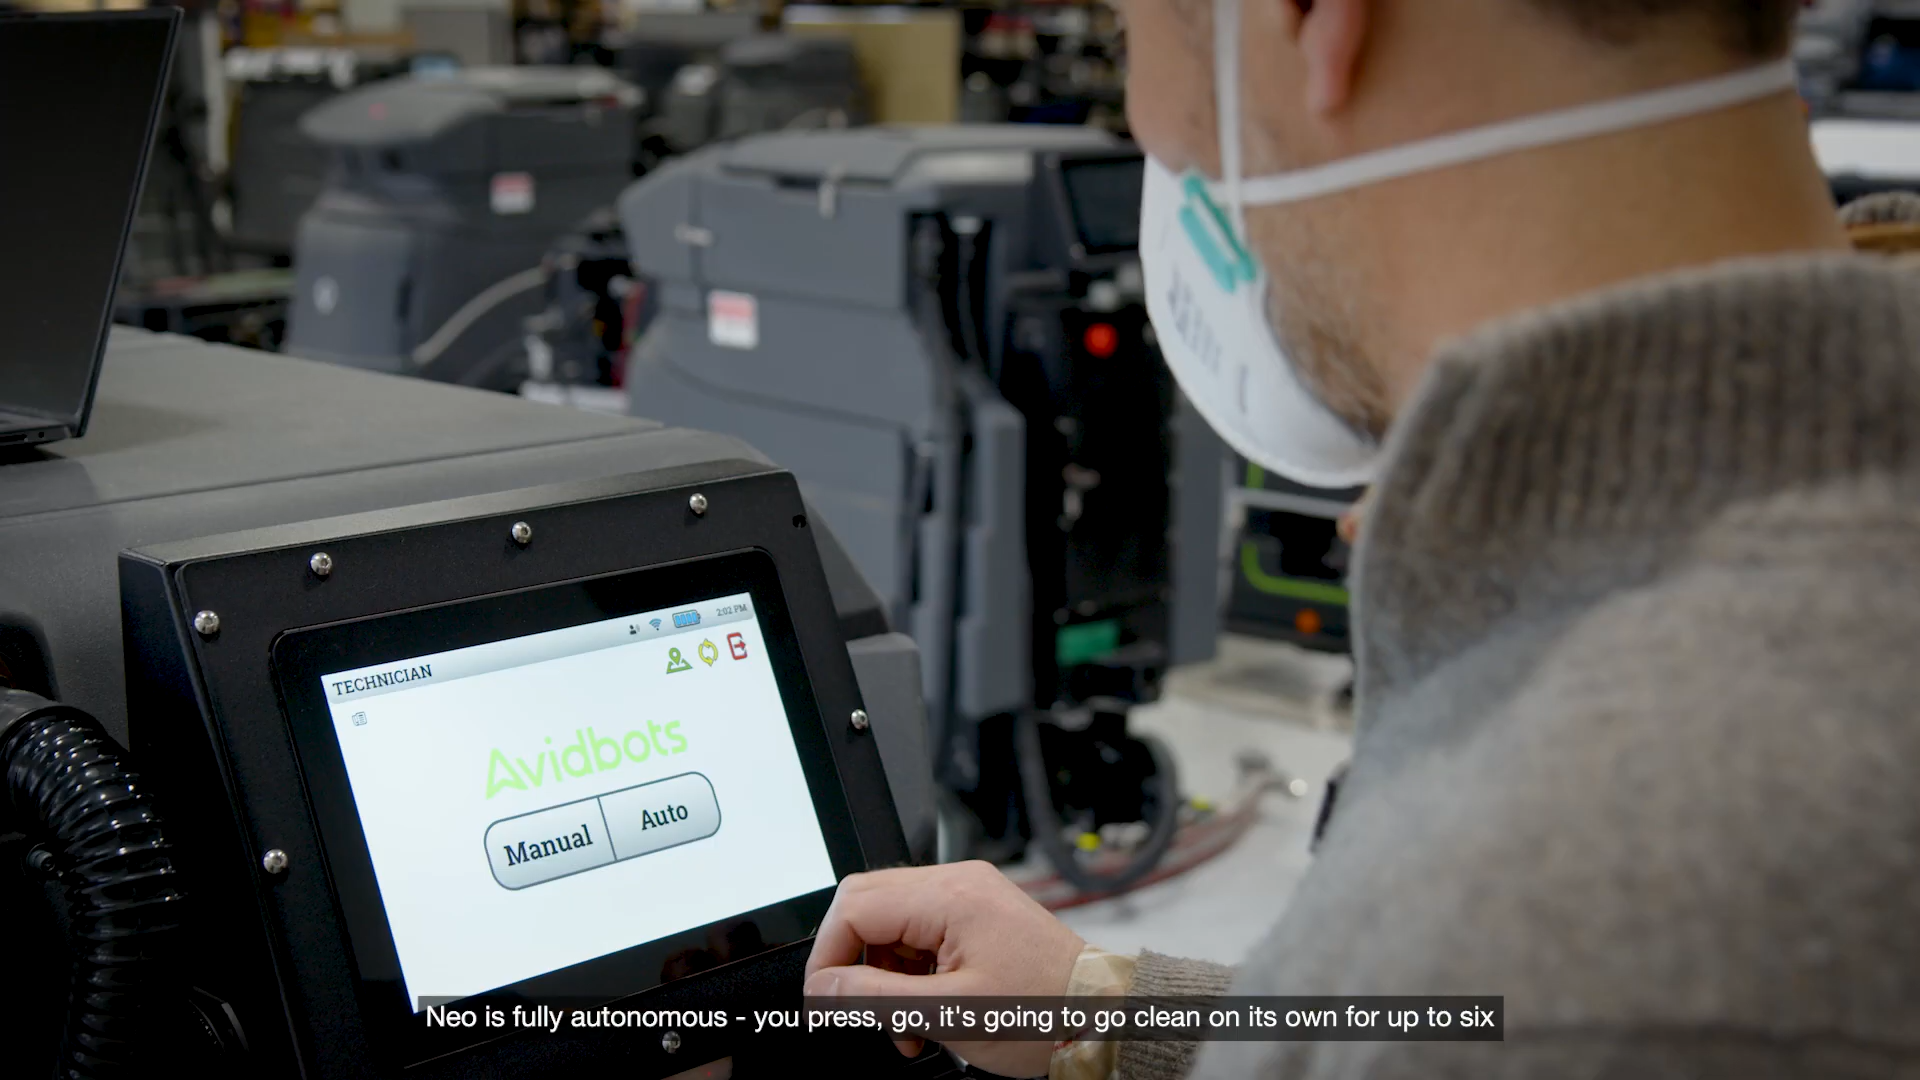 2:02 PM
TECHNICIAN
Avidbots
Manual
Auto
Neo is fully autonomous - you press, go, it's going to go clean on its own for up to six